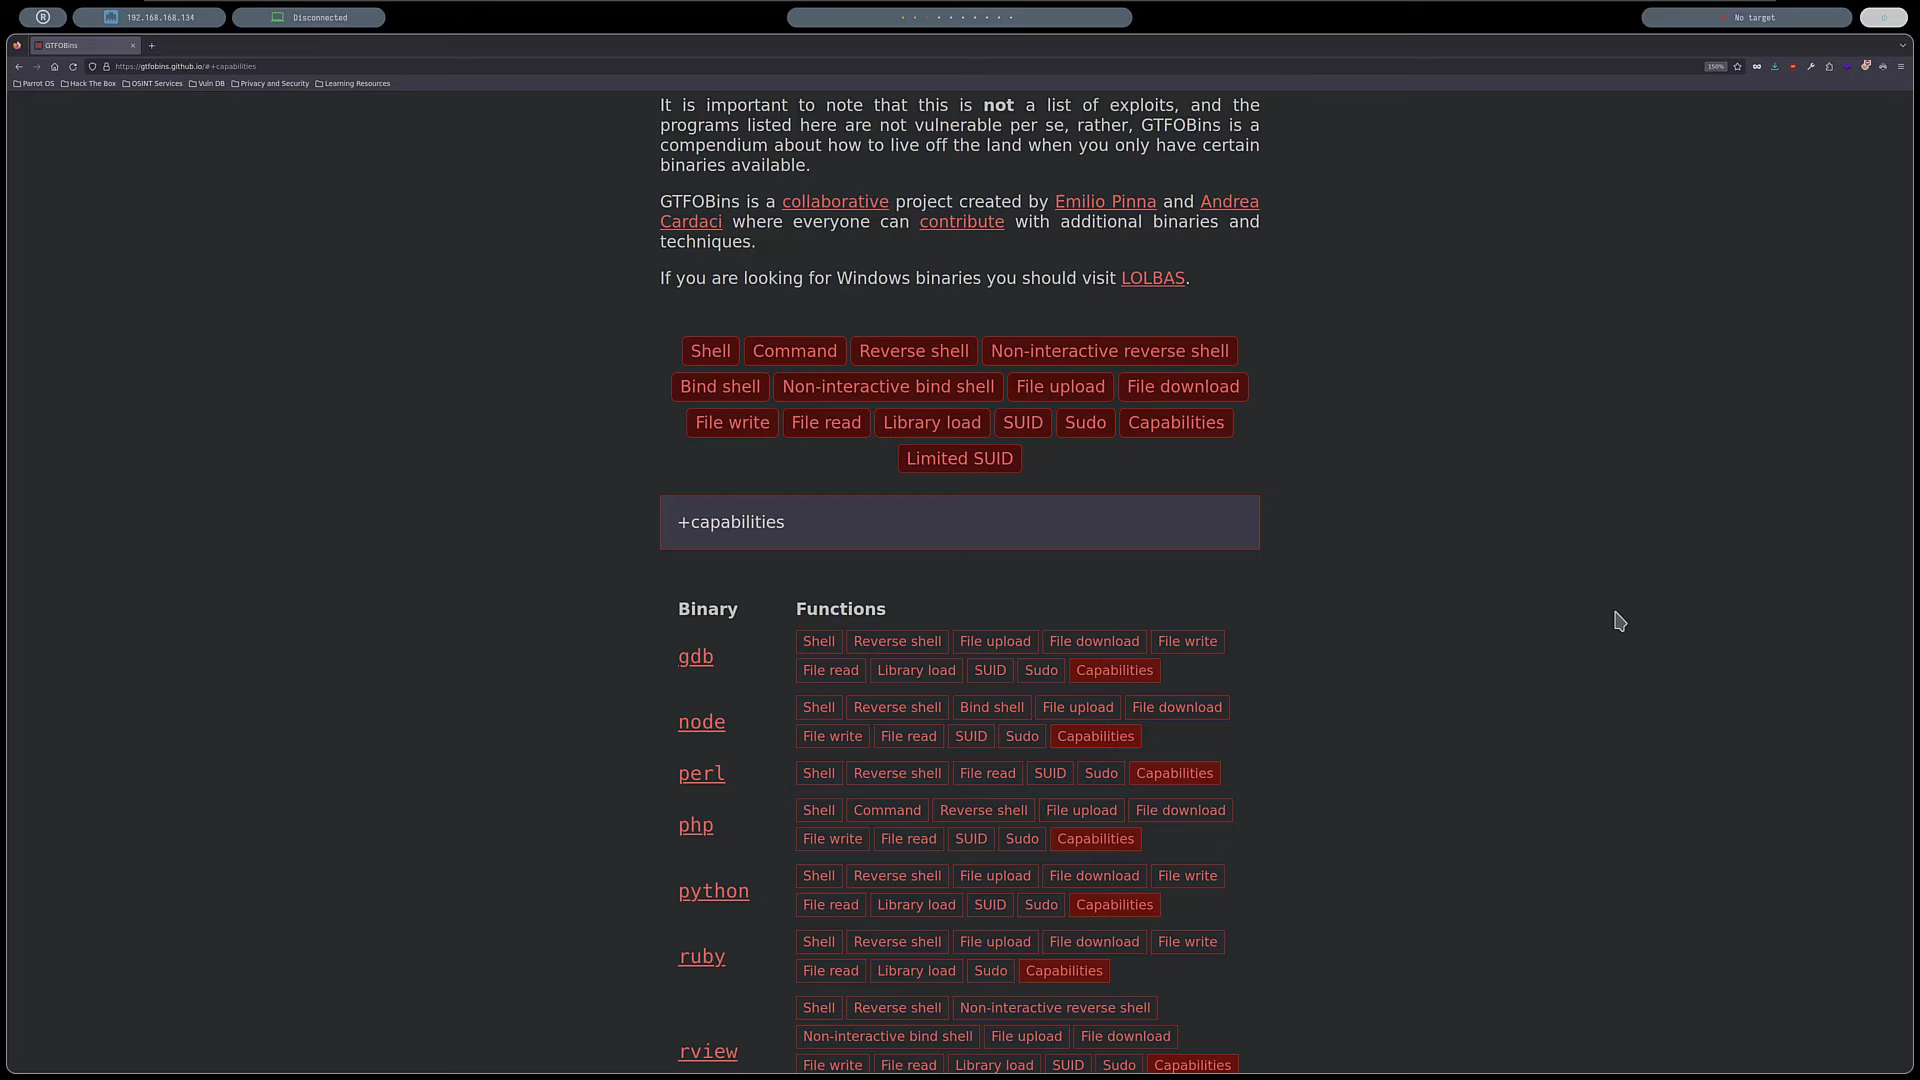 192.168.168.134
Disconnected
No target
GTFOBins
https://gtfobins.github.io/#+capabilities
150%
Parrot OS
Hack The Box
OSINT Services
Vuln DB
Privacy and Security
Learning Resources
It is important to note that this is not a list of exploits, and the
programs listed here are not vulnerable per se, rather, GTFOBins is a
compendium about how to live off the land when you only have certain
binaries available.
GTFOBins is a collaborative project created by Emilio Pinna and Andrea
Cardaci where everyone can contribute with additional binaries and
techniques.
If you are looking for Windows binaries you should visit LOLBAS.
Shell Command Reverse shell Non-interactive reverse shell
Bind shell Non-interactive bind shell File upload File download
File write File read Library load SUID Sudo Capabilities
Limited SUID
+capabilities
Binary Functions
gdb
Shell Reverse shell File upload File download File write
File read Library load SUID Sudo Capabilities
node
Shell Reverse shell Bind shell File upload File download
File write File read SUID Sudo Capabilities
perl
Shell Reverse shell File read SUID Sudo Capabilities
php
Shell Command Reverse shell File upload File download
File write File read SUID Sudo Capabilities
python
Shell Reverse shell File upload File download File write
File read Library load SUID Sudo Capabilities
ruby
Shell Reverse shell File upload File download File write
File read Library load Sudo Capabilities
rview
Shell Reverse shell Non-interactive reverse shell
Non-interactive bind shell File upload File download
File write File read Library load SUID Sudo Capabilities